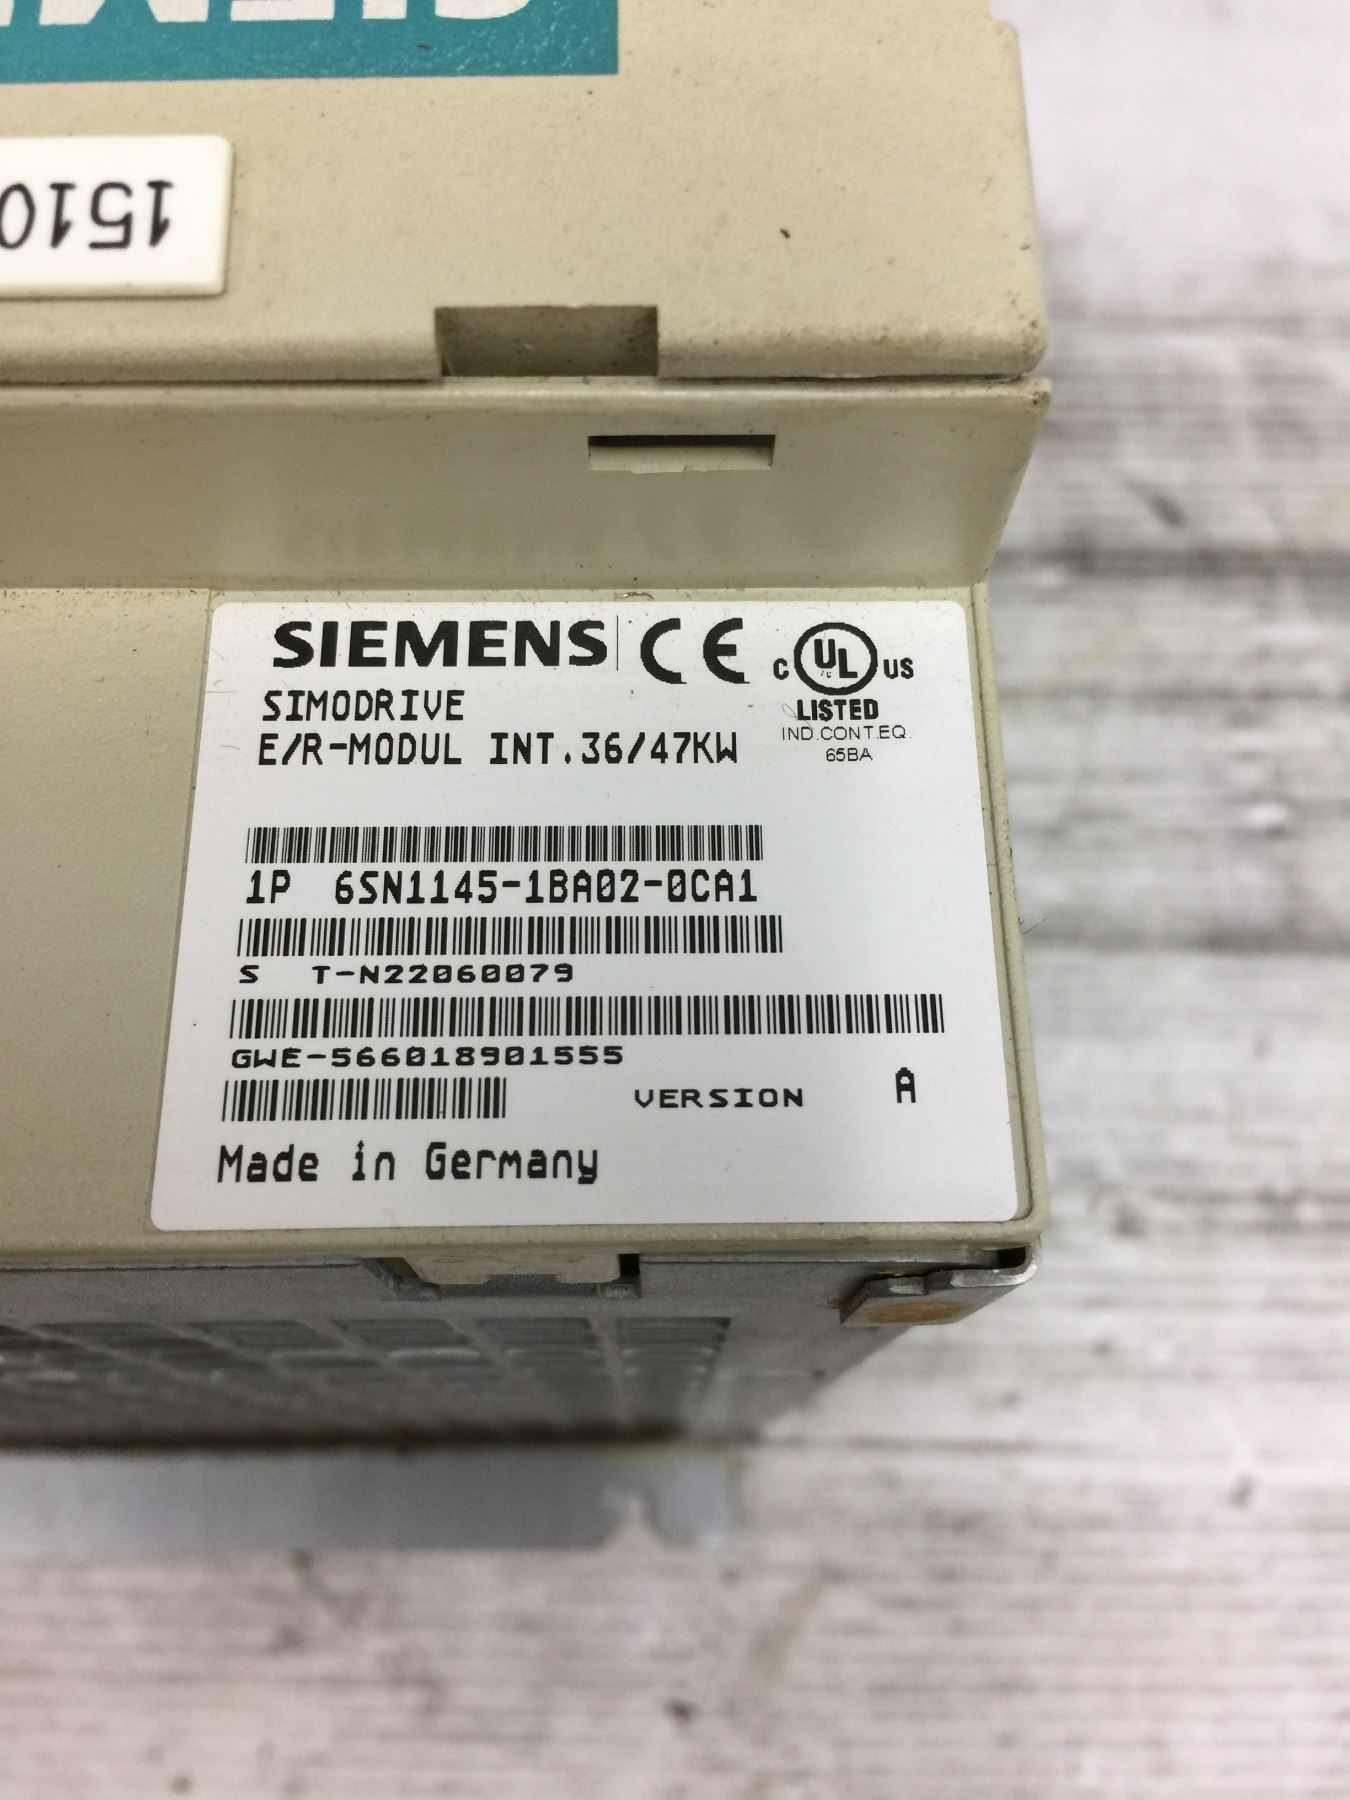 1510
SIEMENS CE C UL US
SIMODRIVE LISTED
E/R-MODUL INT.36/47KW IND.CONT.EQ.
65BA
1P 6SN1145-1BA02-0CA1
S T-N22060079
GWE-566018901555
VERSION A
Made in Germany